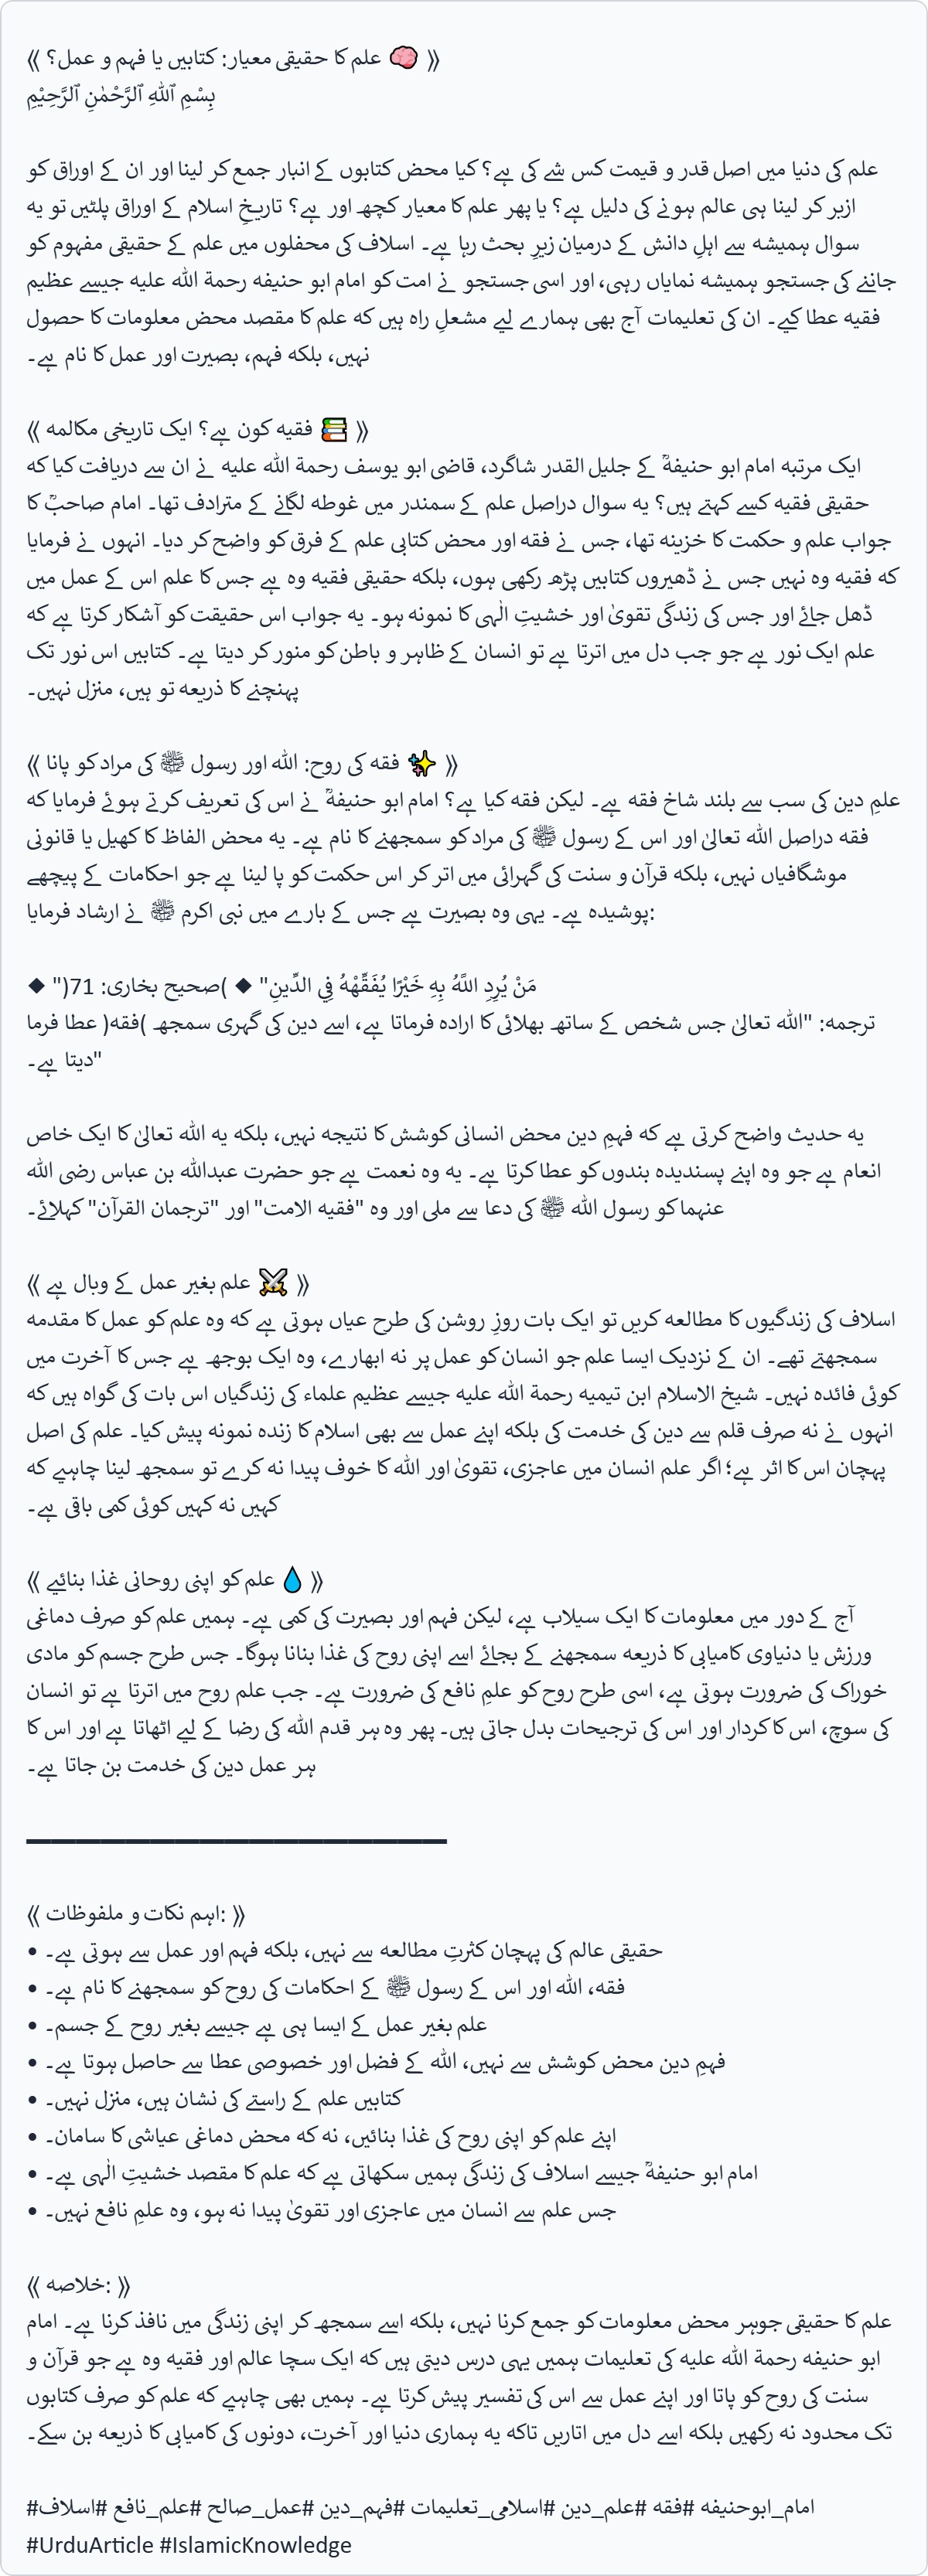 ⟪ 🧠 علم کا حقیقی معیار: کتابیں یا فہم و عمل؟ ⟫
بِسْمِ ٱللهِ ٱلرَّحْمٰنِ ٱلرَّحِيْمِ
علم کی دنیا میں اصل قدر و قیمت کس شے کی ہے؟ کیا محض کتابوں کے انبار جمع کر لینا اور ان کے اوراق کو
ازبر کر لینا ہی عالم ہونے کی دلیل ہے؟ یا پھر علم کا معیار کچھ اور ہے؟ تاریخِ اسلام کے اوراق پلٹیں تو یہ
سوال ہمیشہ سے اہلِ دانش کے درمیان زیرِ بحث رہا ہے۔ اسلاف کی محفلوں میں علم کے حقیقی مفہوم کو
جاننے کی جستجو ہمیشہ نمایاں رہی، اور اسی جستجو نے امت کو امام ابو حنیفہ رحمة الله علیہ جیسے عظیم
فقیہ عطا کیے۔ ان کی تعلیمات آج بھی ہمارے لیے مشعلِ راہ ہیں کہ علم کا مقصد محض معلومات کا حصول
نہیں، بلکہ فہم، بصیرت اور عمل کا نام ہے۔
⟪ 📚 فقیہ کون ہے؟ ایک تاریخی مکالمہ ⟫
ایک مرتبہ امام ابو حنیفہؒ کے جلیل القدر شاگرد، قاضی ابو یوسف رحمة الله علیہ نے ان سے دریافت کیا کہ
حقیقی فقیہ کسے کہتے ہیں؟ یہ سوال دراصل علم کے سمندر میں غوطہ لگانے کے مترادف تھا۔ امام صاحبؒ کا
جواب علم و حکمت کا خزینہ تھا، جس نے فقہ اور محض کتابی علم کے فرق کو واضح کر دیا۔ انہوں نے فرمایا
کہ فقیہ وہ نہیں جس نے ڈھیروں کتابیں پڑھ رکھی ہوں، بلکہ حقیقی فقیہ وہ ہے جس کا علم اس کے عمل میں
ڈھل جائے اور جس کی زندگی تقویٰ اور خشیتِ الٰہی کا نمونہ ہو۔ یہ جواب اس حقیقت کو آشکار کرتا ہے کہ
علم ایک نور ہے جو جب دل میں اترتا ہے تو انسان کے ظاہر و باطن کو منور کر دیتا ہے۔ کتابیں اس نور تک
پہنچنے کا ذریعہ تو ہیں، منزل نہیں۔
⟪ ✨ فقہ کی روح: الله اور رسول ﷺ کی مراد کو پانا ⟫
علمِ دین کی سب سے بلند شاخ فقہ ہے۔ لیکن فقہ کیا ہے؟ امام ابو حنیفہؒ نے اس کی تعریف کرتے ہوئے فرمایا کہ
فقہ دراصل الله تعالیٰ اور اس کے رسول ﷺ کی مراد کو سمجھنے کا نام ہے۔ یہ محض الفاظ کا کھیل یا قانونی
موشگافیاں نہیں، بلکہ قرآن و سنت کی گہرائی میں اتر کر اس حکمت کو پا لینا ہے جو احکامات کے پیچھے
پوشیدہ ہے۔ یہی وہ بصیرت ہے جس کے بارے میں نبی اکرم ﷺ نے ارشاد فرمایا:
◆ "مَنْ يُرِدِ اللَّهُ بِهِ خَيْرًا يُفَقِّهْهُ فِي الدِّينِ" ◆ (صحیح بخاری: 71)
ترجمہ: "الله تعالیٰ جس شخص کے ساتھ بھلائی کا ارادہ فرماتا ہے، اسے دین کی گہری سمجھ (فقہ) عطا فرما
دیتا ہے۔"
یہ حدیث واضح کرتی ہے کہ فہمِ دین محض انسانی کوشش کا نتیجہ نہیں، بلکہ یہ الله تعالیٰ کا ایک خاص
انعام ہے جو وہ اپنے پسندیدہ بندوں کو عطا کرتا ہے۔ یہ وہ نعمت ہے جو حضرت عبدالله بن عباس رضی الله
عنہما کو رسول الله ﷺ کی دعا سے ملی اور وہ "فقیہ الامت" اور "ترجمان القرآن" کہلائے۔
⟪ ⚔️ علم بغیر عمل کے وبال ہے ⟫
اسلاف کی زندگیوں کا مطالعہ کریں تو ایک بات روزِ روشن کی طرح عیاں ہوتی ہے کہ وہ علم کو عمل کا مقدمہ
سمجھتے تھے۔ ان کے نزدیک ایسا علم جو انسان کو عمل پر نہ ابھارے، وہ ایک بوجھ ہے جس کا آخرت میں
کوئی فائدہ نہیں۔ شیخ الاسلام ابن تیمیہ رحمة الله علیہ جیسے عظیم علماء کی زندگیاں اس بات کی گواہ ہیں کہ
انہوں نے نہ صرف قلم سے دین کی خدمت کی بلکہ اپنے عمل سے بھی اسلام کا زندہ نمونہ پیش کیا۔ علم کی اصل
پہچان اس کا اثر ہے؛ اگر علم انسان میں عاجزی، تقویٰ اور الله کا خوف پیدا نہ کرے تو سمجھ لینا چاہیے کہ
کہیں نہ کہیں کوئی کمی باقی ہے۔
⟪ 💧 علم کو اپنی روحانی غذا بنائیے ⟫
آج کے دور میں معلومات کا ایک سیلاب ہے، لیکن فہم اور بصیرت کی کمی ہے۔ ہمیں علم کو صرف دماغی
ورزش یا دنیاوی کامیابی کا ذریعہ سمجھنے کے بجائے اسے اپنی روح کی غذا بنانا ہوگا۔ جس طرح جسم کو مادی
خوراک کی ضرورت ہوتی ہے، اسی طرح روح کو علمِ نافع کی ضرورت ہے۔ جب علم روح میں اترتا ہے تو انسان
کی سوچ، اس کا کردار اور اس کی ترجیحات بدل جاتی ہیں۔ پھر وہ ہر قدم الله کی رضا کے لیے اٹھاتا ہے اور اس کا
ہر عمل دین کی خدمت بن جاتا ہے۔
⟪ اہم نکات و ملفوظات: ⟫
• حقیقی عالم کی پہچان کثرتِ مطالعہ سے نہیں، بلکہ فہم اور عمل سے ہوتی ہے۔
• فقہ، الله اور اس کے رسول ﷺ کے احکامات کی روح کو سمجھنے کا نام ہے۔
• علم بغیر عمل کے ایسا ہی ہے جیسے بغیر روح کے جسم۔
• فہمِ دین محض کوشش سے نہیں، الله کے فضل اور خصوصی عطا سے حاصل ہوتا ہے۔
• کتابیں علم کے راستے کی نشان ہیں، منزل نہیں۔
• اپنے علم کو اپنی روح کی غذا بنائیں، نہ کہ محض دماغی عیاشی کا سامان۔
• امام ابو حنیفہؒ جیسے اسلاف کی زندگی ہمیں سکھاتی ہے کہ علم کا مقصد خشیتِ الٰہی ہے۔
• جس علم سے انسان میں عاجزی اور تقویٰ پیدا نہ ہو، وہ علمِ نافع نہیں۔
⟪ خلاصہ: ⟫
علم کا حقیقی جوہر محض معلومات کو جمع کرنا نہیں، بلکہ اسے سمجھ کر اپنی زندگی میں نافذ کرنا ہے۔ امام
ابو حنیفہ رحمة الله علیہ کی تعلیمات ہمیں یہی درس دیتی ہیں کہ ایک سچا عالم اور فقیہ وہ ہے جو قرآن و
سنت کی روح کو پاتا اور اپنے عمل سے اس کی تفسیر پیش کرتا ہے۔ ہمیں بھی چاہیے کہ علم کو صرف کتابوں
تک محدود نہ رکھیں بلکہ اسے دل میں اتاریں تاکہ یہ ہماری دنیا اور آخرت، دونوں کی کامیابی کا ذریعہ بن سکے۔
#امام_ابوحنیفہ #فقہ #علم_دین #اسلامی_تعلیمات #فہم_دین #عمل_صالح #علم_نافع #اسلاف
#UrduArticle #IslamicKnowledge